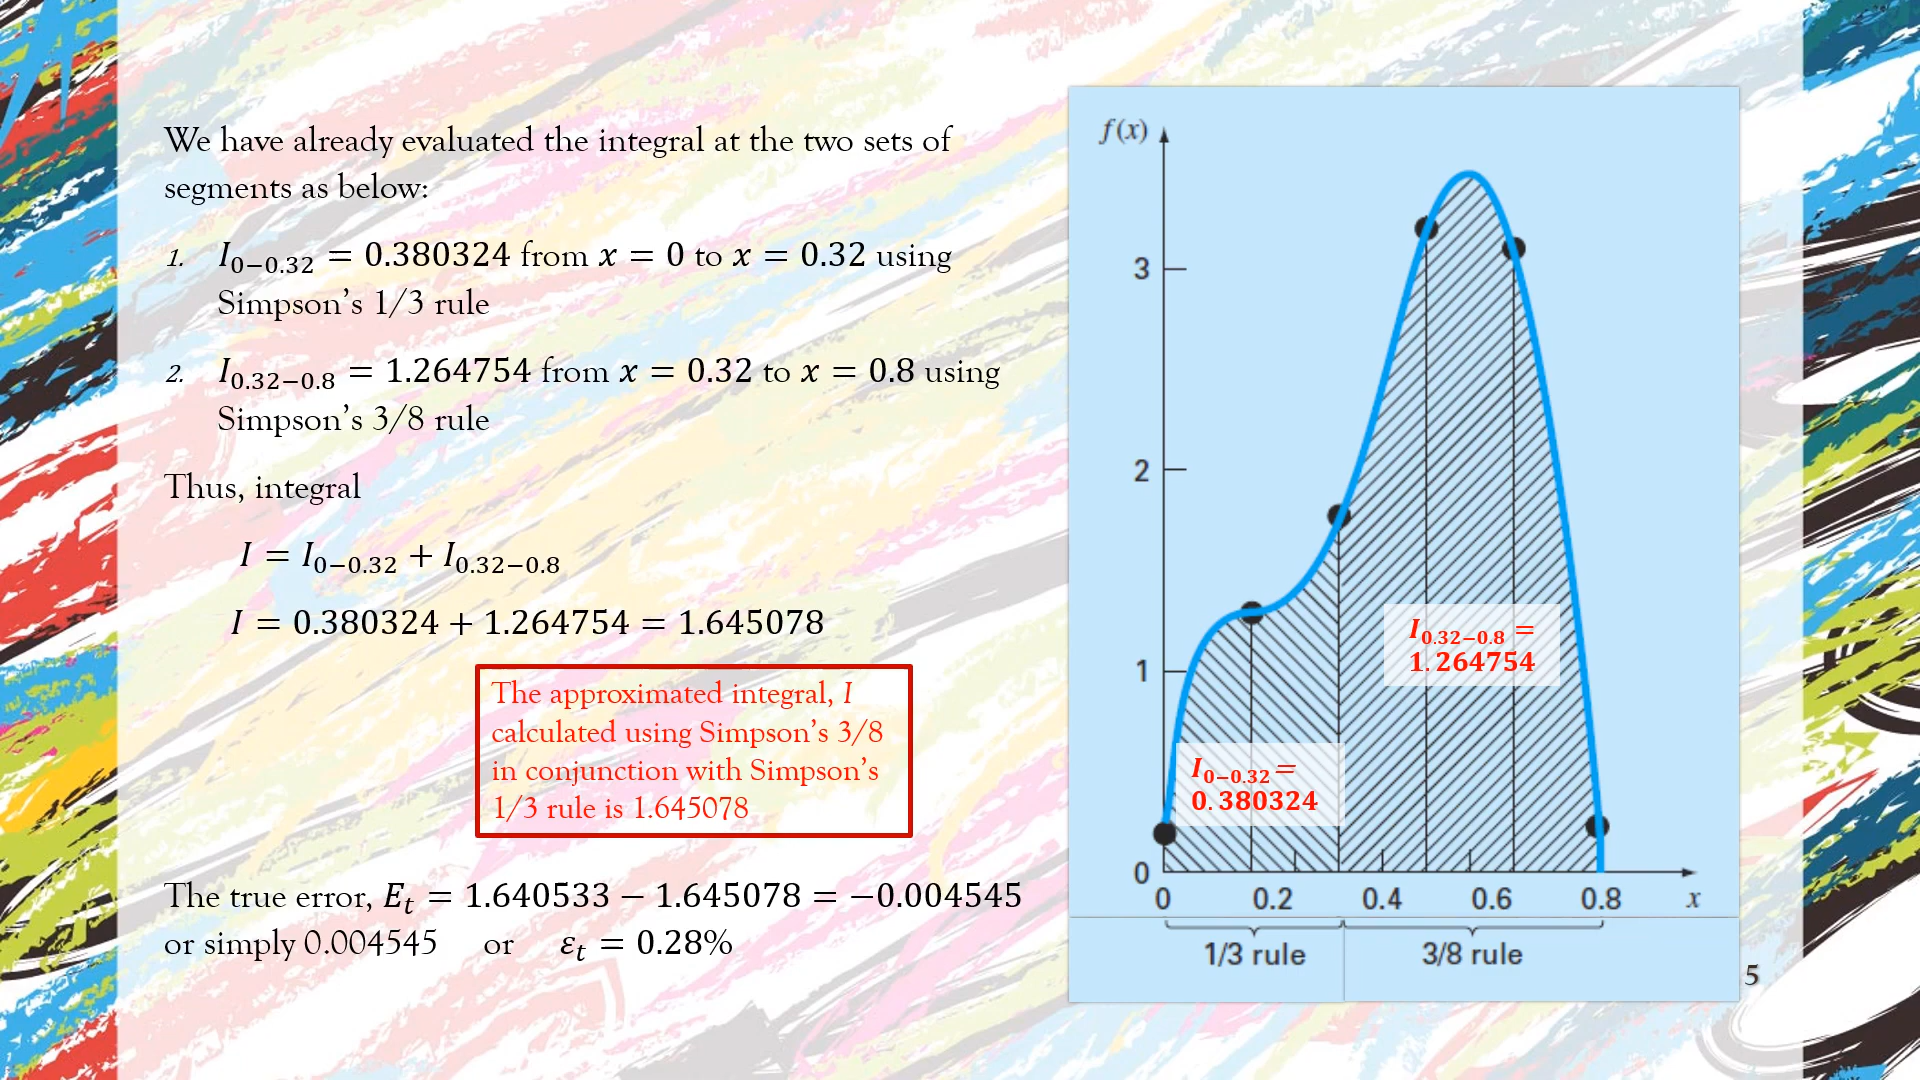 We have already evaluated the integral at the two sets of
segments as below:
1. I₀₋₀.₃₂ = 0.380324 from x = 0 to x = 0.32 using
Simpson's 1/3 rule
2. I₀.₃₂₋₀.₈ = 1.264754 from x = 0.32 to x = 0.8 using
Simpson's 3/8 rule
Thus, integral
I = I₀₋₀.₃₂ + I₀.₃₂₋₀.₈
I = 0.380324 + 1.264754 = 1.645078
The approximated integral, I
calculated using Simpson's 3/8
in conjunction with Simpson's
1/3 rule is 1.645078
The true error, Eₜ = 1.640533 − 1.645078 = −0.004545
or simply 0.004545 or εₜ = 0.28%
f(x)
3
2
1
0
I₀.₃₂₋₀.₈ =
1.264754
I₀₋₀.₃₂ =
0.380324
0 0.2 0.4 0.6 0.8 x
1/3 rule 3/8 rule
5